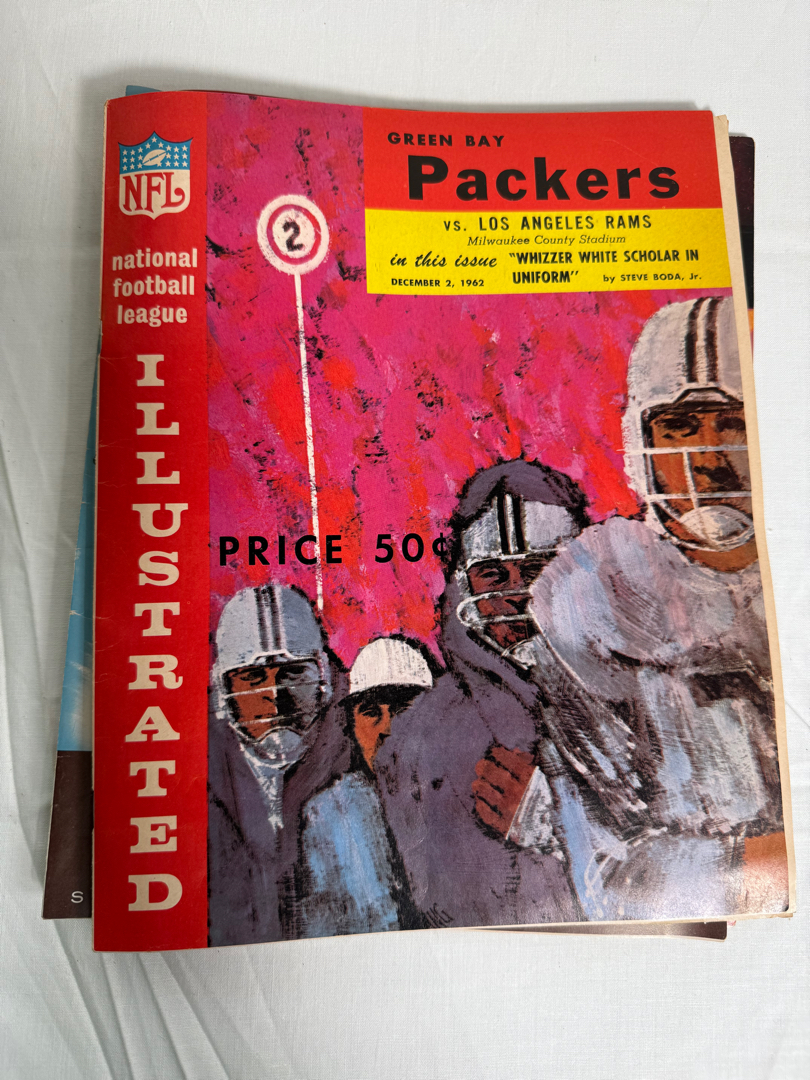 NFL
national
football
league
ILLUSTRATED
GREEN BAY
Packers
VS. LOS ANGELES RAMS
Milwaukee County Stadium
in this issue "WHIZZER WHITE SCHOLAR IN
UNIFORM"
by STEVE BODA, Jr.
DECEMBER 2, 1962
2
PRICE 50¢
S